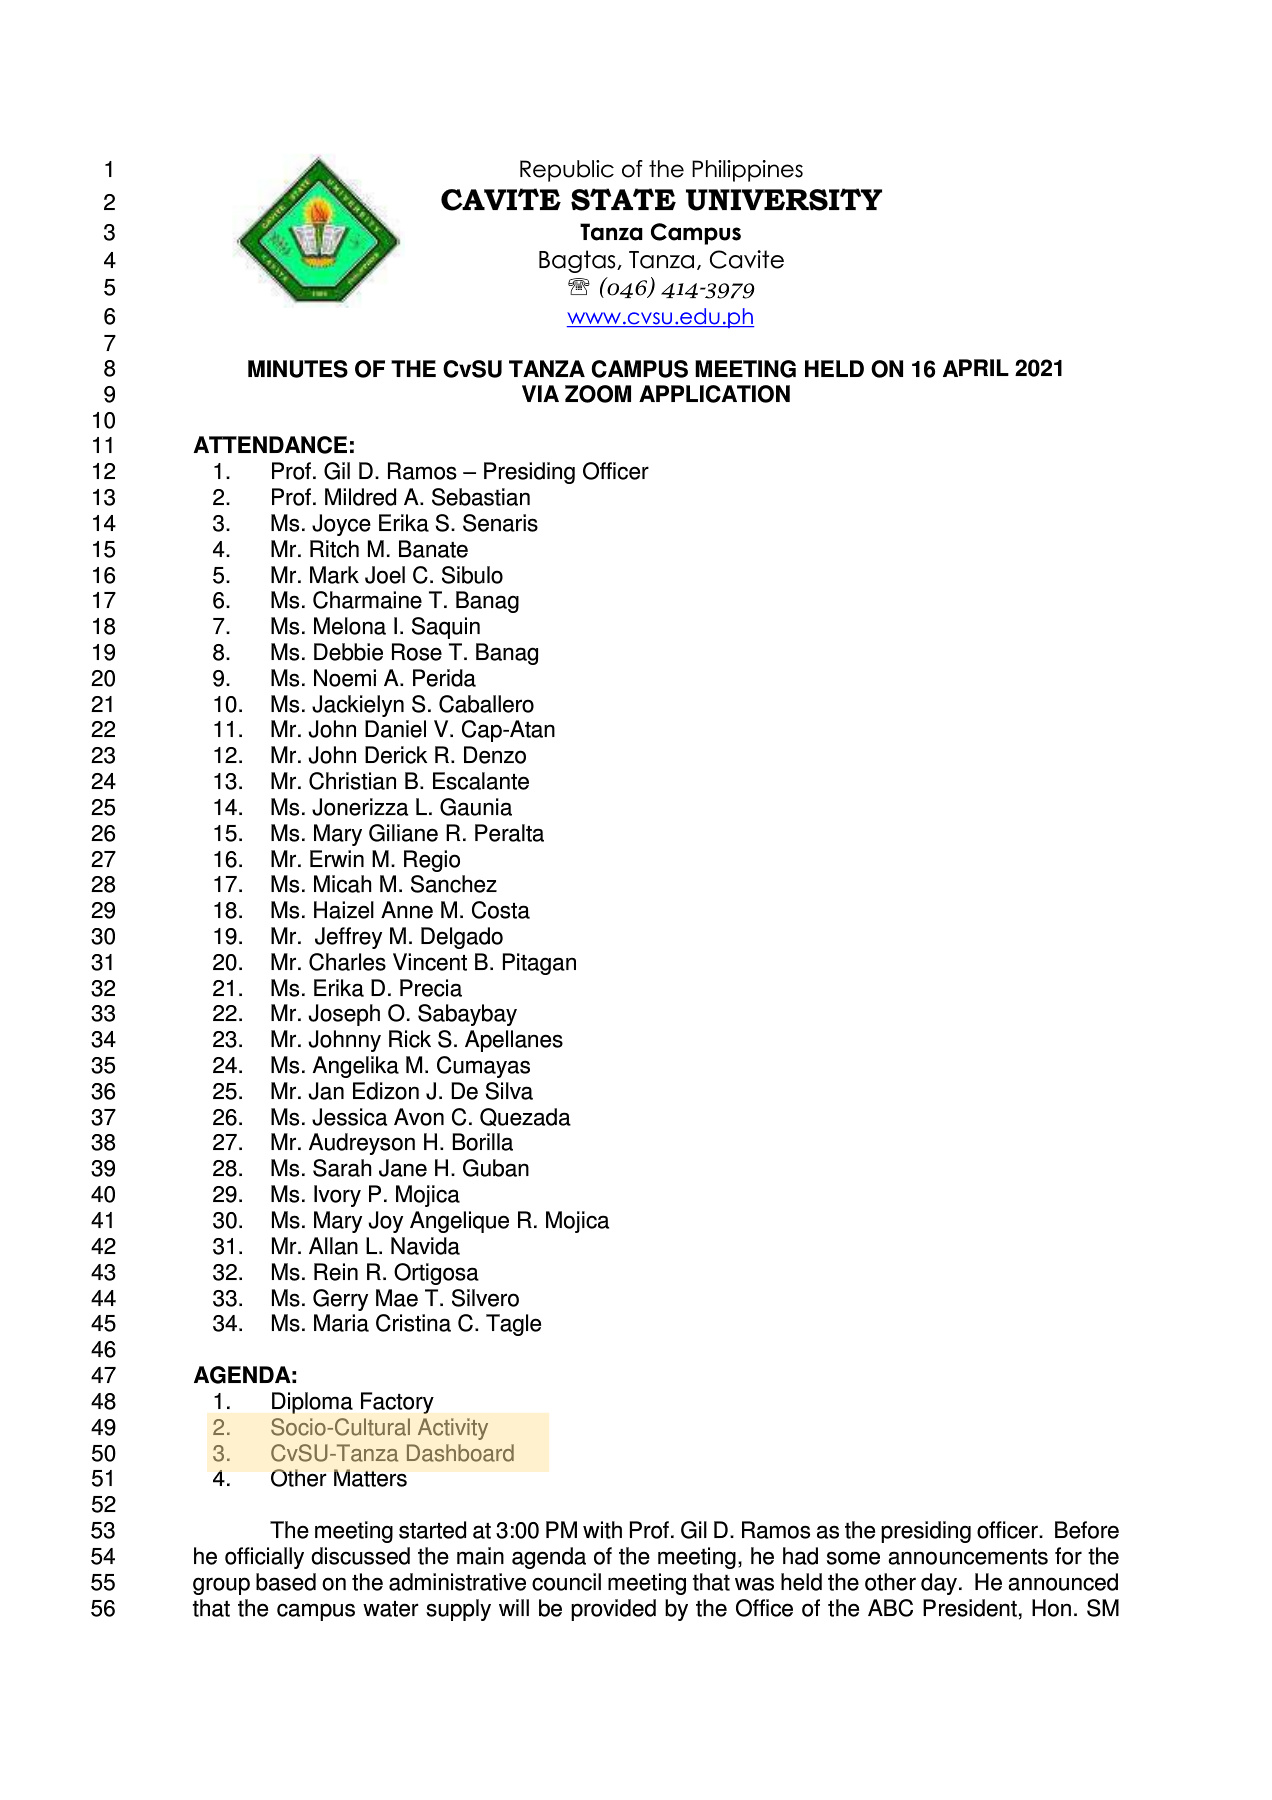 1 Republic of the Philippines
2 CAVITE STATE UNIVERSITY
3 Tanza Campus
4 Bagtas, Tanza, Cavite
5 ☏ (046) 414-3979
6 www.cvsu.edu.ph
7
8 MINUTES OF THE CvSU TANZA CAMPUS MEETING HELD ON 16 APRIL 2021
9 VIA ZOOM APPLICATION
10
11 ATTENDANCE:
12 1. Prof. Gil D. Ramos – Presiding Officer
13 2. Prof. Mildred A. Sebastian
14 3. Ms. Joyce Erika S. Senaris
15 4. Mr. Ritch M. Banate
16 5. Mr. Mark Joel C. Sibulo
17 6. Ms. Charmaine T. Banag
18 7. Ms. Melona I. Saquin
19 8. Ms. Debbie Rose T. Banag
20 9. Ms. Noemi A. Perida
21 10. Ms. Jackielyn S. Caballero
22 11. Mr. John Daniel V. Cap-Atan
23 12. Mr. John Derick R. Denzo
24 13. Mr. Christian B. Escalante
25 14. Ms. Jonerizza L. Gaunia
26 15. Ms. Mary Giliane R. Peralta
27 16. Mr. Erwin M. Regio
28 17. Ms. Micah M. Sanchez
29 18. Ms. Haizel Anne M. Costa
30 19. Mr. Jeffrey M. Delgado
31 20. Mr. Charles Vincent B. Pitagan
32 21. Ms. Erika D. Precia
33 22. Mr. Joseph O. Sabaybay
34 23. Mr. Johnny Rick S. Apellanes
35 24. Ms. Angelika M. Cumayas
36 25. Mr. Jan Edizon J. De Silva
37 26. Ms. Jessica Avon C. Quezada
38 27. Mr. Audreyson H. Borilla
39 28. Ms. Sarah Jane H. Guban
40 29. Ms. Ivory P. Mojica
41 30. Ms. Mary Joy Angelique R. Mojica
42 31. Mr. Allan L. Navida
43 32. Ms. Rein R. Ortigosa
44 33. Ms. Gerry Mae T. Silvero
45 34. Ms. Maria Cristina C. Tagle
46
47 AGENDA:
48 1. Diploma Factory
49 2. Socio-Cultural Activity
50 3. CvSU-Tanza Dashboard
51 4. Other Matters
52
53 The meeting started at 3:00 PM with Prof. Gil D. Ramos as the presiding officer. Before
54 he officially discussed the main agenda of the meeting, he had some announcements for the
55 group based on the administrative council meeting that was held the other day. He announced
56 that the campus water supply will be provided by the Office of the ABC President, Hon. SM
CAVITE STATE UNIVERSITY